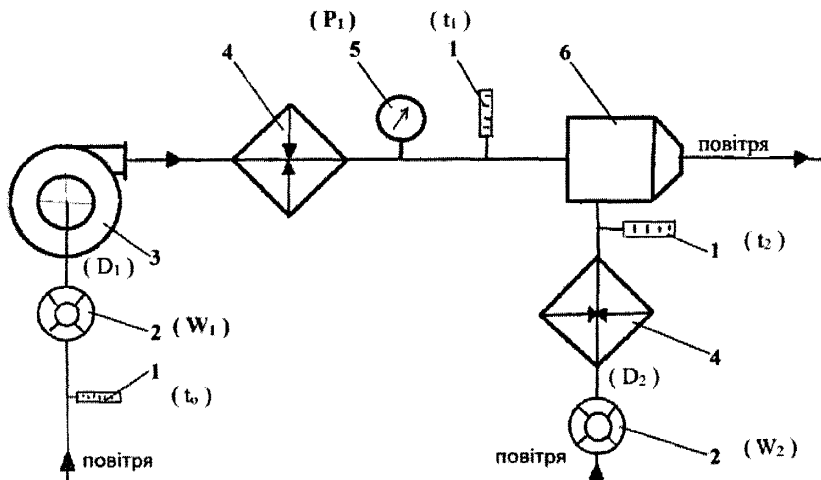 (P₁) (t₁)
4 5 1 6
повітря
3
(D₁)
1 (t₂)
2 (W₁)
4
1 (t₀)
(D₂)
повітря
повітря
2 (W₂)